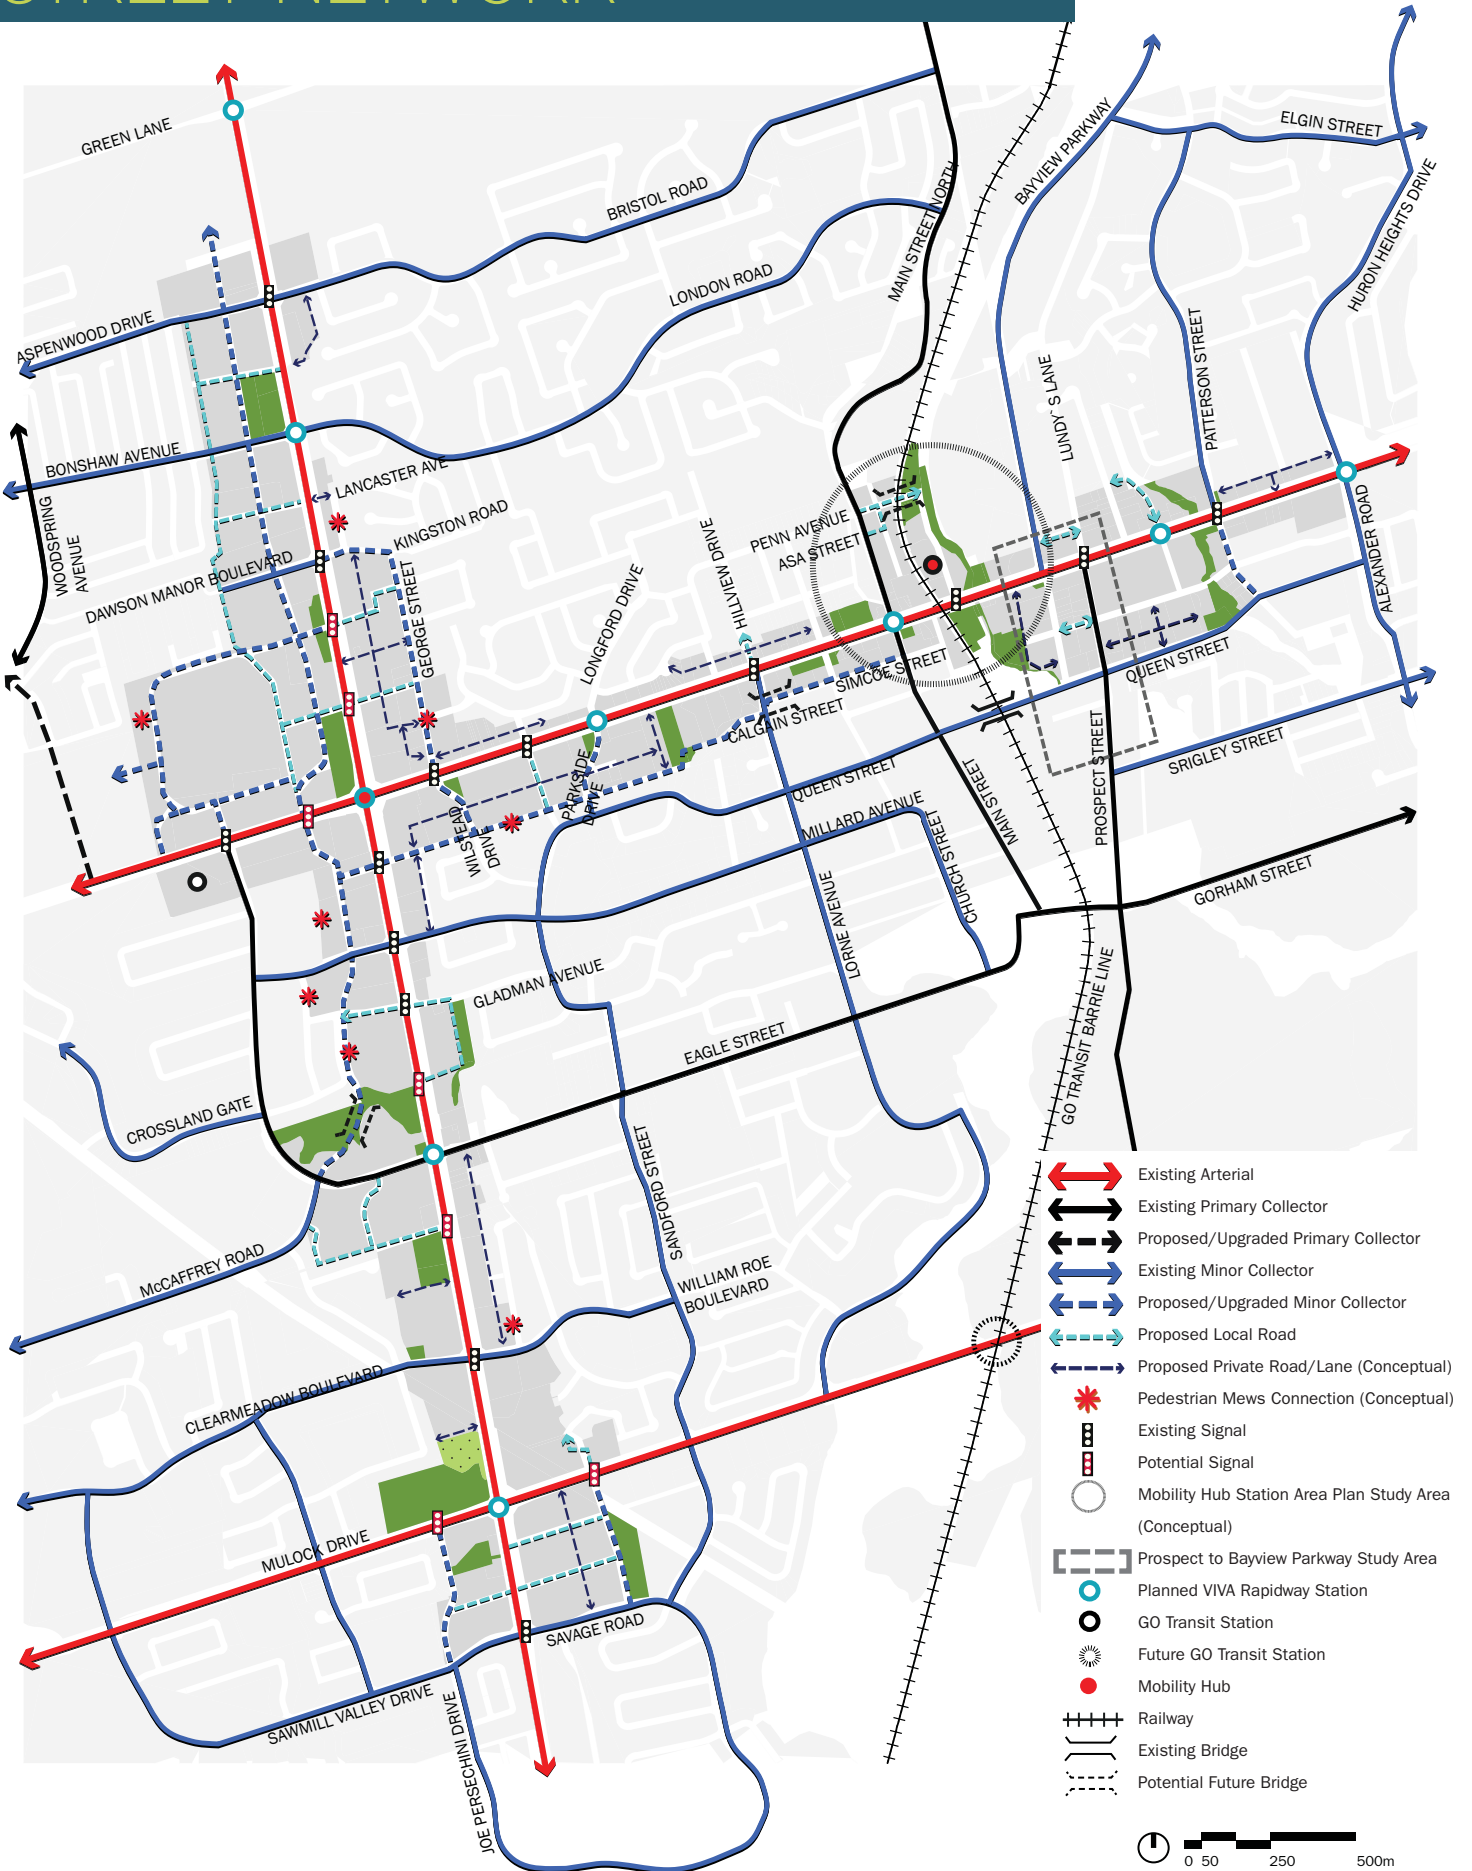 STREET NETWORK
GREEN LANE
BRISTOL ROAD
LONDON ROAD
MAIN STREET NORTH
BAYVIEW PARKWAY
ELGIN STREET
HURON HEIGHTS DRIVE
PATTERSON STREET
LUNDY`S LANE
ASPENWOOD DRIVE
BONSHAW AVENUE
WOODSPRING
AVENUE
LANCASTER AVE
KINGSTON ROAD
DAWSON MANOR BOULEVARD
GEORGE STREET
LONGFORD DRIVE
HILLVIEW DRIVE
PENN AVENUE
ASA STREET
SIMCOE STREET
CALGAIN STREET
QUEEN STREET
QUEEN STREET
ALEXANDER ROAD
SRIGLEY STREET
PROSPECT STREET
MAIN STREET
PARKSIDE
DRIVE
WILSTEAD
DRIVE
MILLARD AVENUE
CHURCH STREET
LORNE AVENUE
GORHAM STREET
GO TRANSIT BARRIE LINE
GLADMAN AVENUE
EAGLE STREET
CROSSLAND GATE
SANDFORD STREET
McCAFFREY ROAD
WILLIAM ROE
BOULEVARD
CLEARMEADOW BOULEVARD
MULOCK DRIVE
SAVAGE ROAD
SAWMILL VALLEY DRIVE
JOE PERSECHINI DRIVE
Existing Arterial
Existing Primary Collector
Proposed/Upgraded Primary Collector
Existing Minor Collector
Proposed/Upgraded Minor Collector
Proposed Local Road
Proposed Private Road/Lane (Conceptual)
Pedestrian Mews Connection (Conceptual)
Existing Signal
Potential Signal
Mobility Hub Station Area Plan Study Area
(Conceptual)
Prospect to Bayview Parkway Study Area
Planned VIVA Rapidway Station
GO Transit Station
Future GO Transit Station
Mobility Hub
Railway
Existing Bridge
Potential Future Bridge
0 50 250 500m